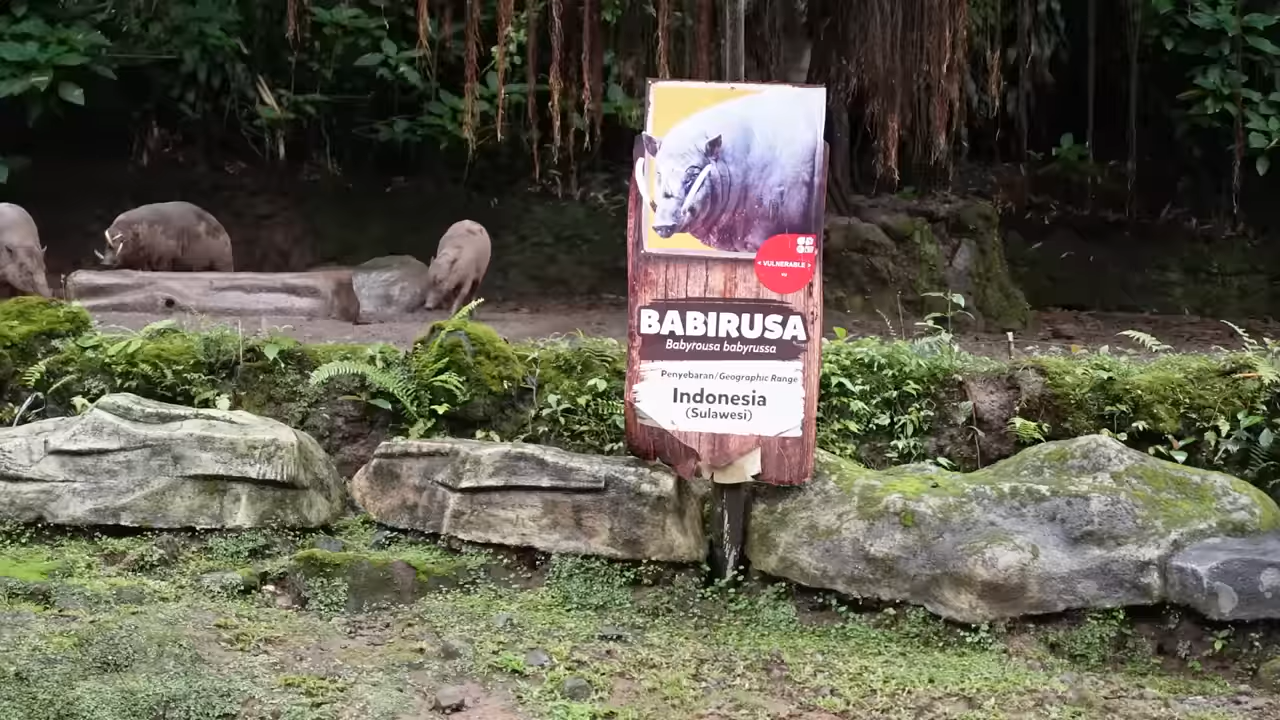 < VULNERABLE >
BABIRUSA
Babyrousa babyrussa
Penyebaran/Geographic Range
Indonesia
(Sulawesi)